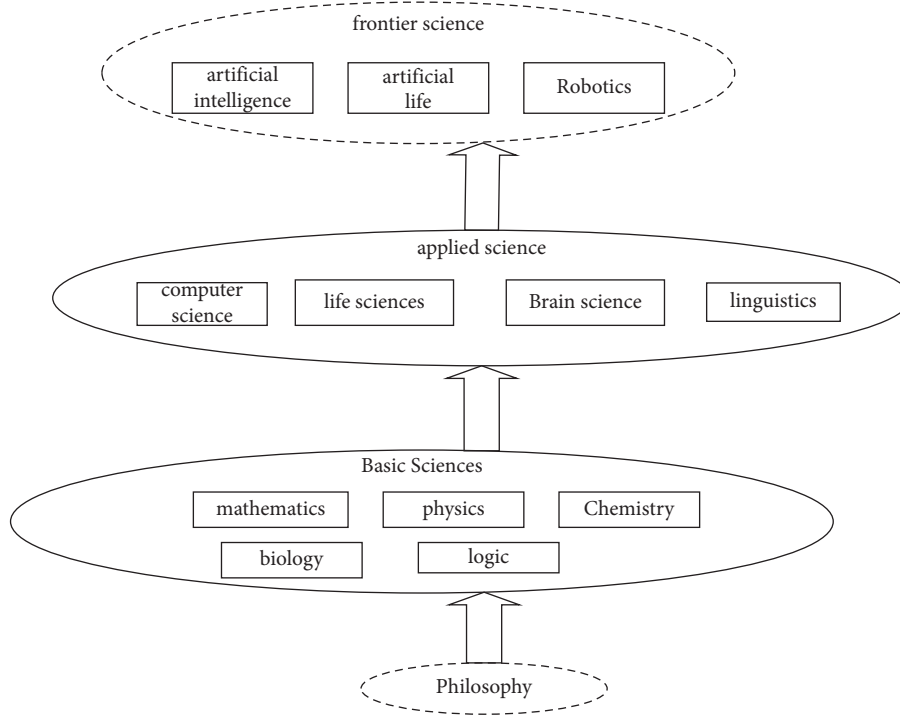 frontier science
artificial
intelligence
artificial
life
Robotics
applied science
computer
science
life sciences
Brain science
linguistics
Basic Sciences
mathematics
physics
Chemistry
biology
logic
Philosophy